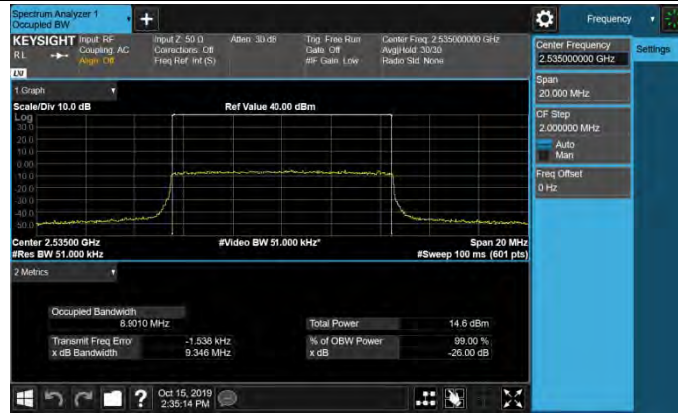 Spectrum Analyzer 1
Occupied BW
+
Frequency
KEYSIGHT
RL
Input: RF
Coupling: AC
Align: Off
Input Z: 50 Ω
Corrections: Off
Freq Ref: Int (S)
Atten: 30 dB
Trig: Free Run
Gate: Off
#IF Gain: Low
Center Freq: 2.535000000 GHz
Avg|Hold: 30/30
Radio Std: None
LXI
Center Frequency
2.535000000 GHz
Settings
Span
20.000 MHz
CF Step
2.000000 MHz
Auto
Man
Freq Offset
0 Hz
1 Graph
Scale/Div 10.0 dB
Ref Value 40.00 dBm
Log
30.0
20.0
10.0
0.00
-10.0
-20.0
-30.0
-40.0
-50.0
Center 2.53500 GHz
#Video BW 51.000 kHz*
Span 20 MHz
#Res BW 51.000 kHz
#Sweep 100 ms (601 pts)
2 Metrics
Occupied Bandwidth
8.9010 MHz
Total Power
14.6 dBm
Transmit Freq Error
-1.538 kHz
% of OBW Power
99.00 %
x dB Bandwidth
9.346 MHz
x dB
-26.00 dB
?
Oct 15, 2019
2:35:14 PM